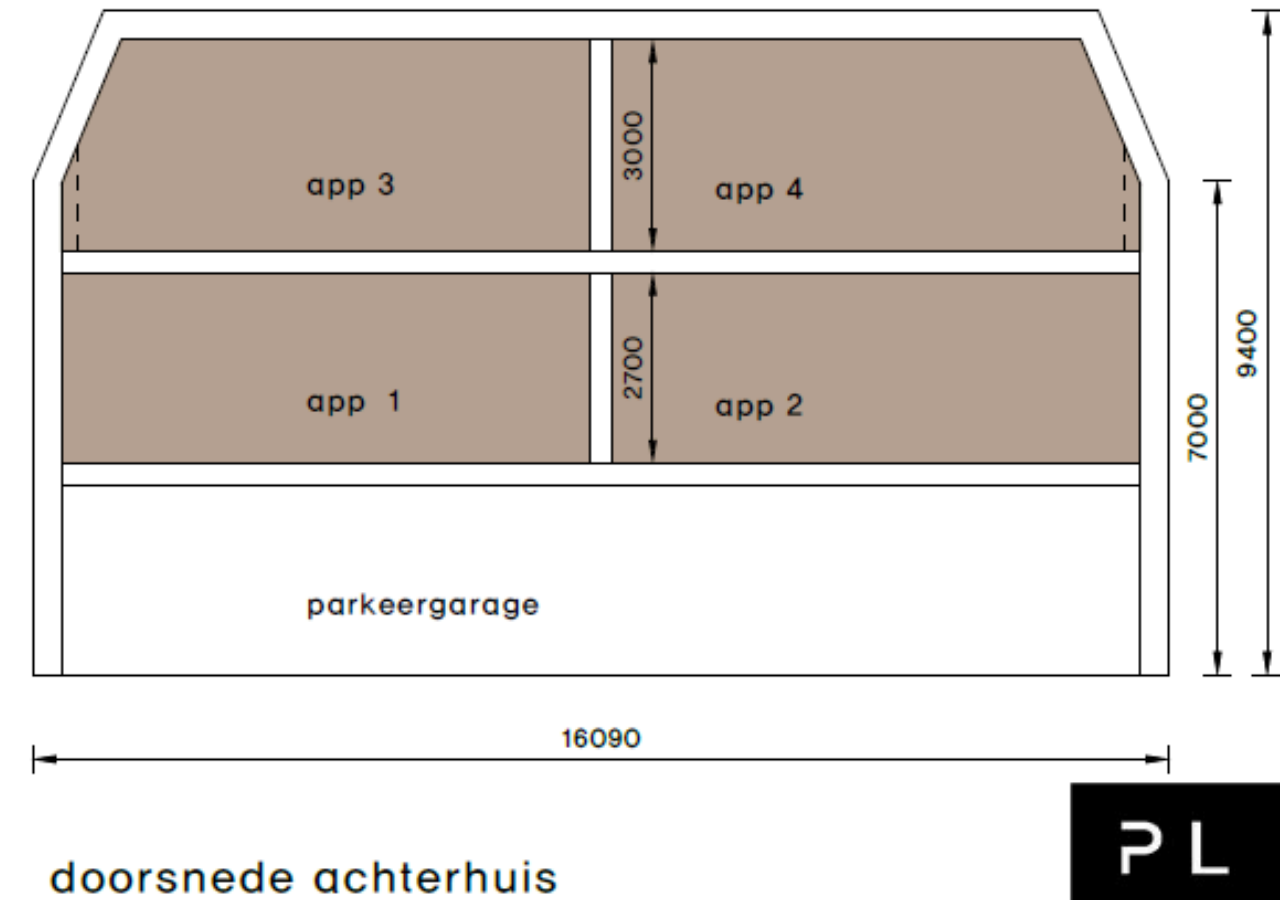 3000
app 3
app 4
9400
2700
7000
app 1
app 2
parkeergarage
16090
PL
doorsnede achterhuis